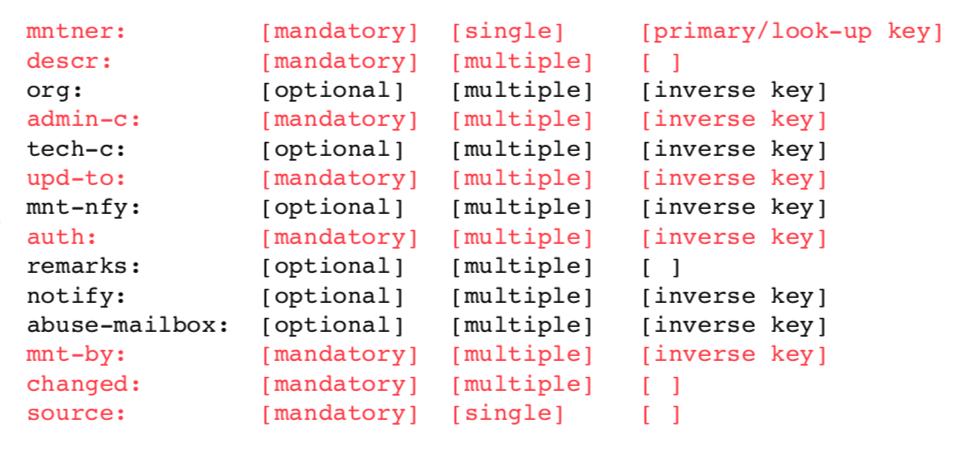 mntner: [mandatory] [single] [primary/look-up key]
descr: [mandatory] [multiple] [ ]
org: [optional] [multiple] [inverse key]
admin-c: [mandatory] [multiple] [inverse key]
tech-c: [optional] [multiple] [inverse key]
upd-to: [mandatory] [multiple] [inverse key]
mnt-nfy: [optional] [multiple] [inverse key]
auth: [mandatory] [multiple] [inverse key]
remarks: [optional] [multiple] [ ]
notify: [optional] [multiple] [inverse key]
abuse-mailbox: [optional] [multiple] [inverse key]
mnt-by: [mandatory] [multiple] [inverse key]
changed: [mandatory] [multiple] [ ]
source: [mandatory] [single] [ ]